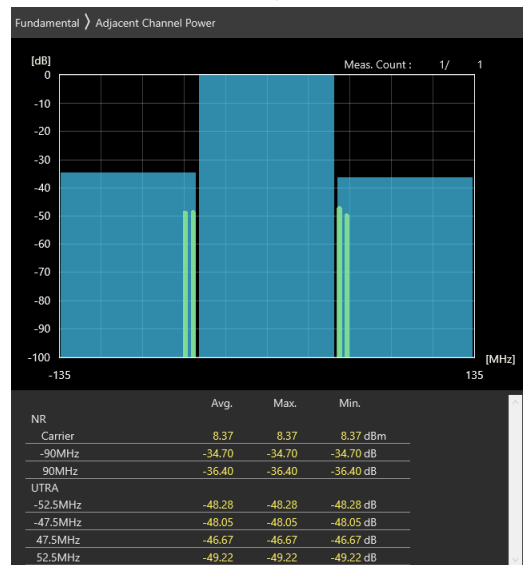 Fundamental ❯ Adjacent Channel Power
[dB]
Meas. Count : 1/ 1
0
-10
-20
-30
-40
-50
-60
-70
-80
-90
-100
[MHz]
-135 135
Avg. Max. Min.
NR
Carrier 8.37 8.37 8.37 dBm
-90MHz -34.70 -34.70 -34.70 dB
90MHz -36.40 -36.40 -36.40 dB
UTRA
-52.5MHz -48.28 -48.28 -48.28 dB
-47.5MHz -48.05 -48.05 -48.05 dB
47.5MHz -46.67 -46.67 -46.67 dB
52.5MHz -49.22 -49.22 -49.22 dB